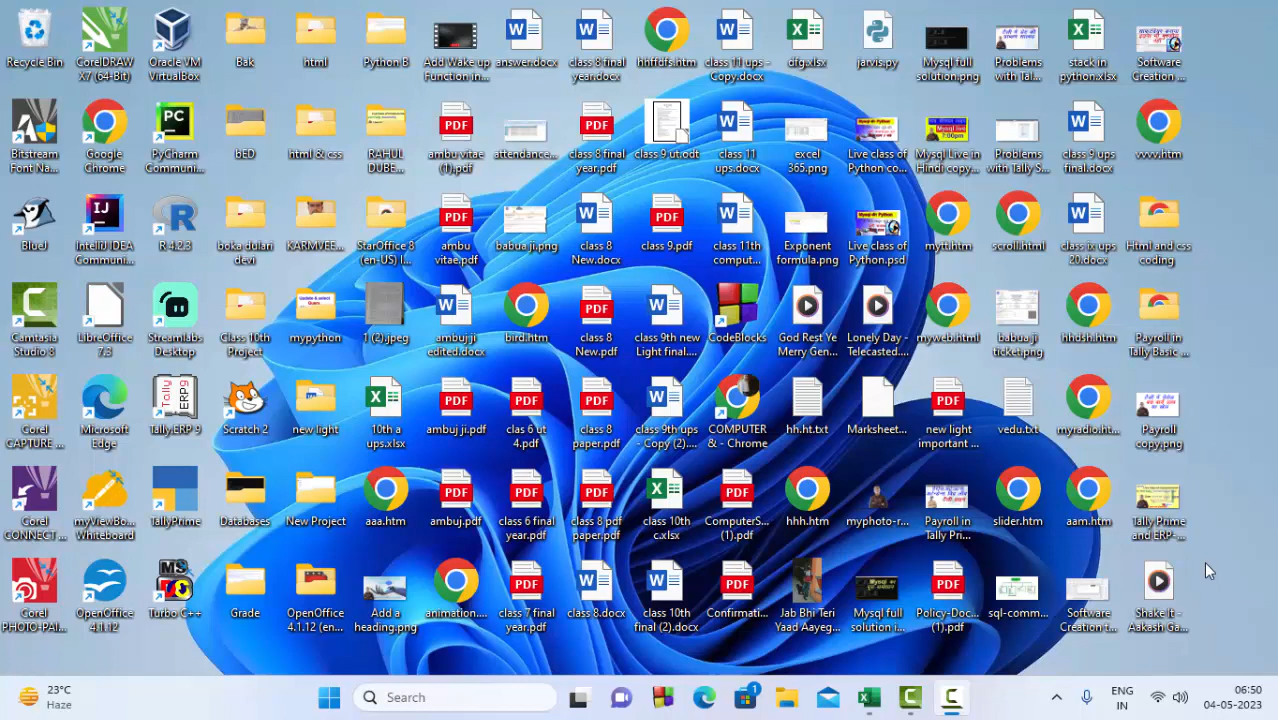 Recycle Bin
CorelDRAW X7 (64-Bit)
Oracle VM VirtualBox
Bak
html
Python B
Add Wake up Function in...
answer.docx
class 8 final year.docx
hhffdfs.htm
class 11 ups - Copy.docx
dfg.xlsx
jarvis.py
Mysql full solution.png
Problems with Tal...
stack in python.xlsx
Software Creation ...
Bitstream Font Na...
Google Chrome
PyCharm Communi...
bED
html & css
RAHUL DUBE...
ambu vitae (1).pdf
attendance...
class 8 final year.pdf
class 9 ut.odt
class 11 ups.docx
excel 365.png
Live class of Python co...
Mysql Live in Hindi copy...
Problems with Tally S...
class 9 ups final.docx
vvvv.htm
BlueJ
IntelliJ IDEA Communi...
R 4.2.3
boka dulari devi
KARMVEE...
StarOffice 8 (en-US) I...
ambu vitae.pdf
babua ji.png
class 8 New.docx
class 9.pdf
class 11th comput...
Exponent formula.png
Live class of Python.psd
mytt.htm
scroll.html
class ix ups 20.docx
Html and css coding
Camtasia Studio 8
LibreOffice 7.3
Streamlabs Desktop
Class 10th Project
mypython
1 (2).jpeg
ambuj ji edited.docx
bird.htm
class 8 New.pdf
class 9th new Light final....
CodeBlocks
God Rest Ye Merry Gen...
Lonely Day - Telecasted....
myweb.html
babua ji ticket.png
hhdsh.htm
Payroll in Tally Basic ...
Corel CAPTURE ...
Microsoft Edge
Tally.ERP 9
Scratch 2
new light
10th a ups.xlsx
ambuj ji.pdf
clas 6 ut 4.pdf
class 8 paper.pdf
class 9th ups - Copy (2)....
COMPUTER & - Chrome
hh.ht.txt
Marksheet...
new light important ...
vedu.txt
myradio.ht...
Payroll copy.png
Corel CONNECT ...
myViewBo... Whiteboard
TallyPrime
Databases
New Project
aaa.htm
ambuj.pdf
class 6 final year.pdf
class 8 pdf paper.pdf
class 10th c.xlsx
ComputerS... (1).pdf
hhh.htm
myphoto-r...
Payroll in Tally Pri...
slider.htm
aam.htm
Tally Prime and ERP-...
Corel PHOTO-PAI...
OpenOffice 4.1.12
Turbo C++
Grade
OpenOffice 4.1.12 (en...
Add a heading.png
animation....
class 7 final year.pdf
class 8.docx
class 10th final (2).docx
Confirmati...
Jab Bhi Teri Yaad Aayeg...
Mysql full solution i...
Policy-Doc... (1).pdf
sql-comm...
Software Creation t...
Shake It - Aakash Ga...
23°C
Haze
Search
1
ENG
IN
06:50
04-05-2023